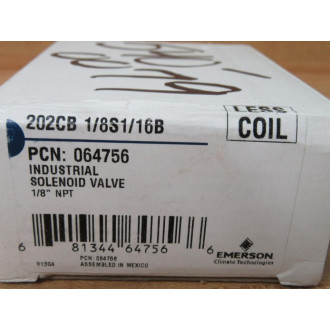 202CB 1/8S1/16B
LESS
COIL
PCN: 064756
INDUSTRIAL
SOLENOID VALVE
1/8" NPT
6 81344 64756 6
PCN: 064756
ASSEMBLED IN MEXICO
EMERSON
Climate Technologies